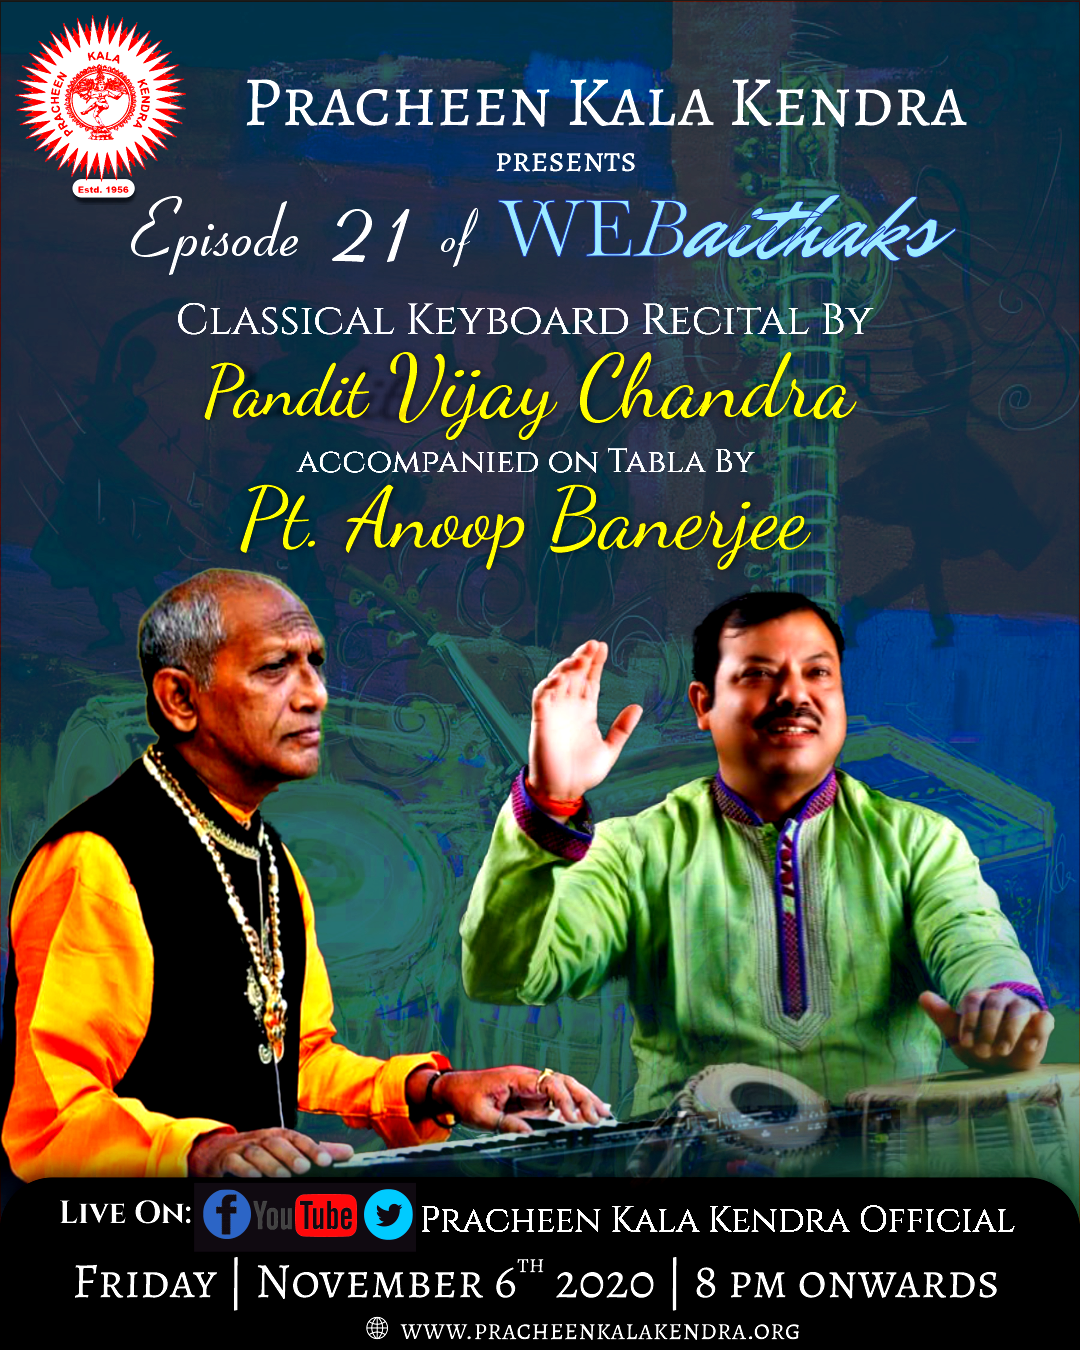 PRACHEEN KALA KENDRA
Estd. 1956
PRACHEEN KALA KENDRA
PRESENTS
Episode 21 of WEBaithaks
CLASSICAL KEYBOARD RECITAL BY
Pandit Vijay Chandra
ACCOMPANIED ON TABLA BY
Pt. Anoop Banerjee
LIVE ON: f YouTube PRACHEEN KALA KENDRA OFFICIAL
FRIDAY | NOVEMBER 6TH 2020 | 8 PM ONWARDS
WWW.PRACHEENKALAKENDRA.ORG